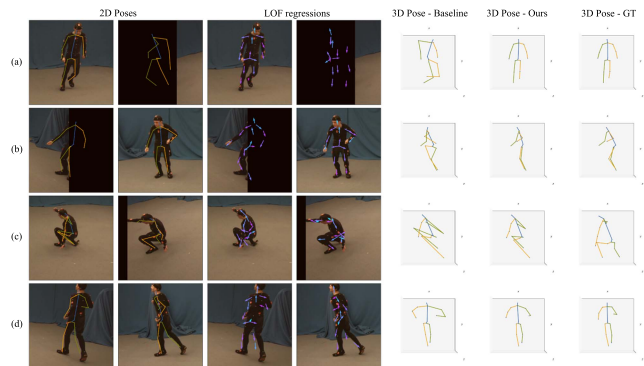 2D Poses LOF regressions 3D Pose - Baseline 3D Pose - Ours 3D Pose - GT
(a)
(b)
(c)
(d)